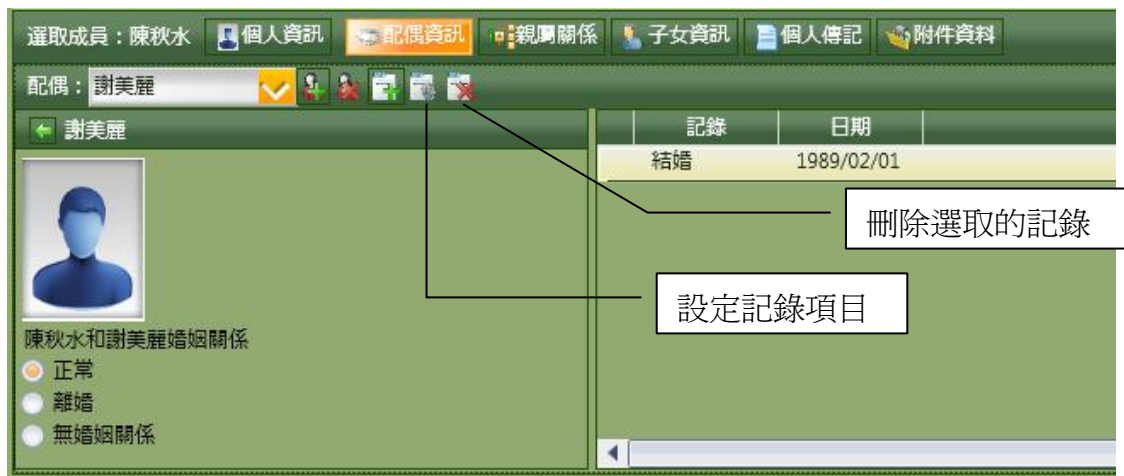 選取成員：陳秋水 個人資訊 配偶資訊 親屬關係 子女資訊 個人傳記 附件資料
配偶：謝美麗
謝美麗
記錄 日期
結婚 1989/02/01
刪除選取的記錄
設定記錄項目
陳秋水和謝美麗婚姻關係
正常
離婚
無婚姻關係